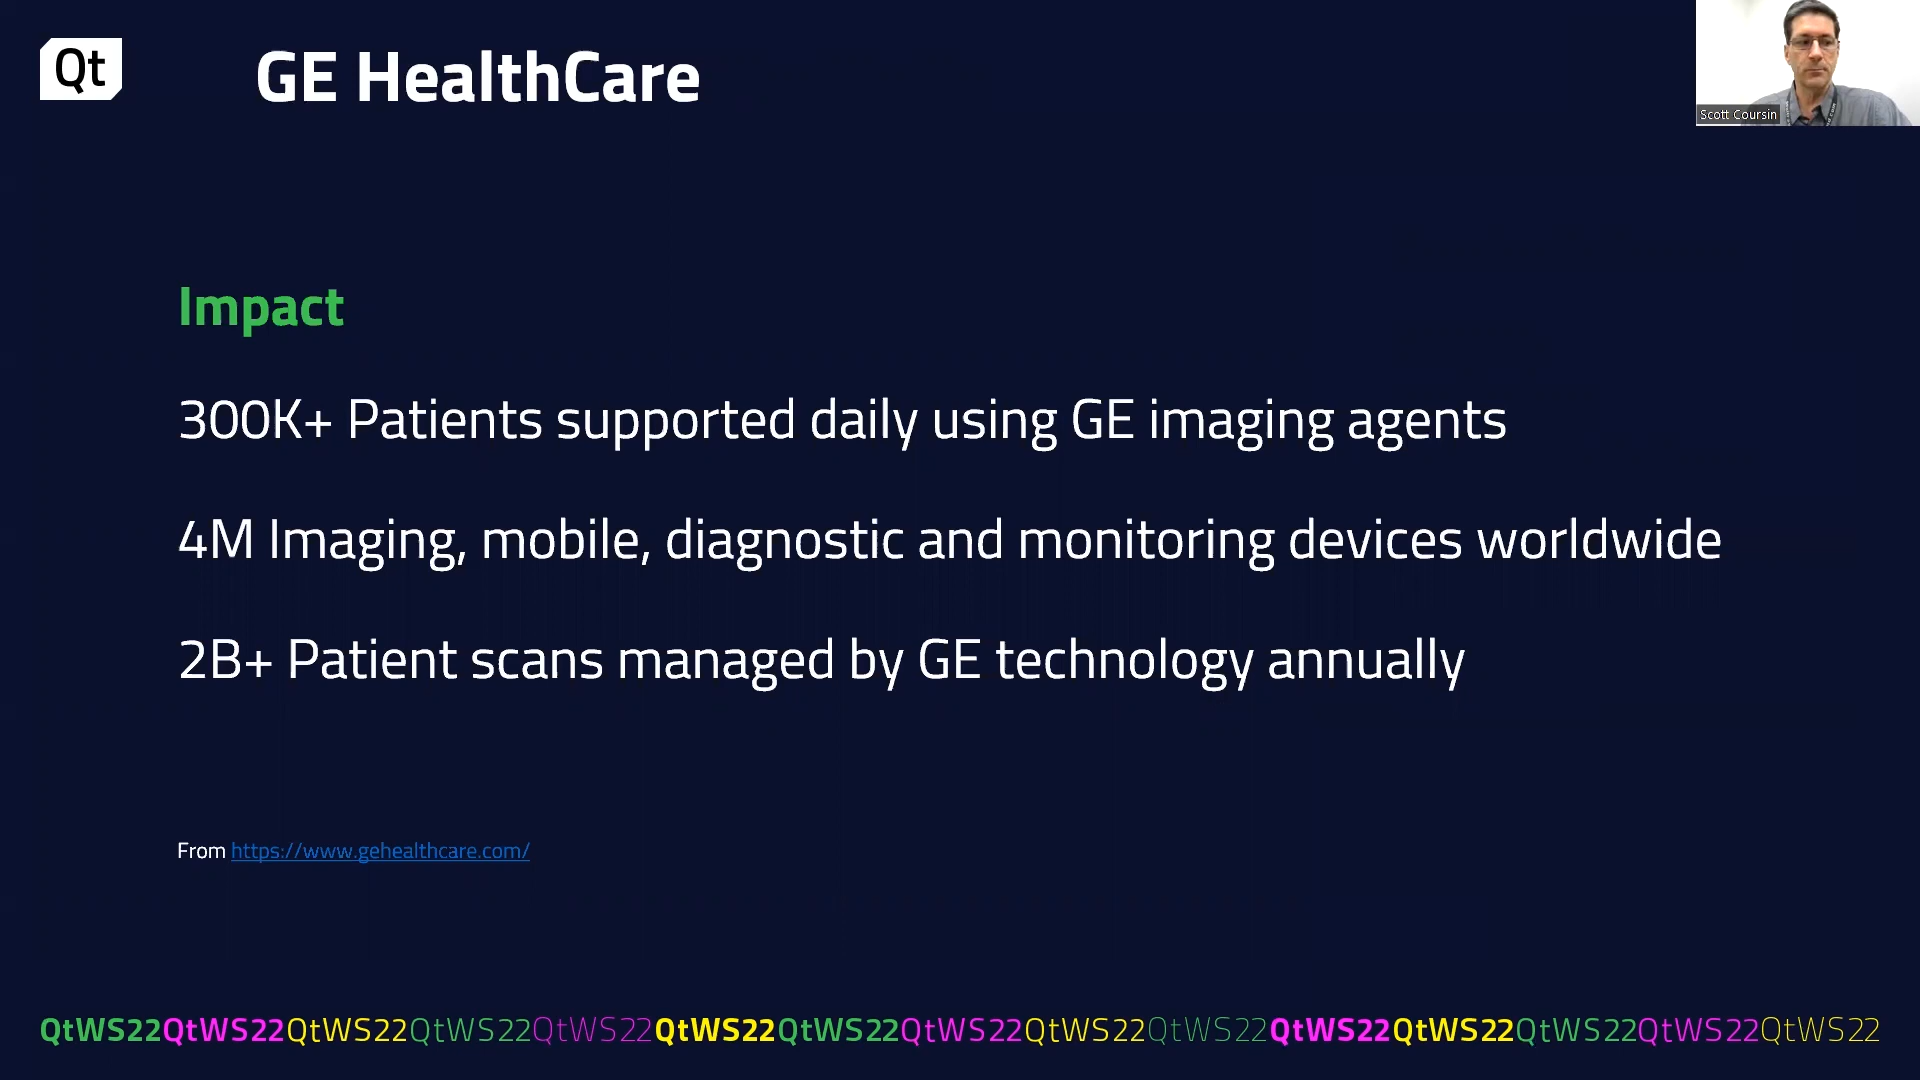 Qt
GE HealthCare
Scott Coursin
Impact
300K+ Patients supported daily using GE imaging agents
4M Imaging, mobile, diagnostic and monitoring devices worldwide
2B+ Patient scans managed by GE technology annually
From https://www.gehealthcare.com/
QtWS22QtWS22QtWS22QtWS22QtWS22QtWS22QtWS22QtWS22QtWS22QtWS22QtWS22QtWS22QtWS22QtWS22QtWS22